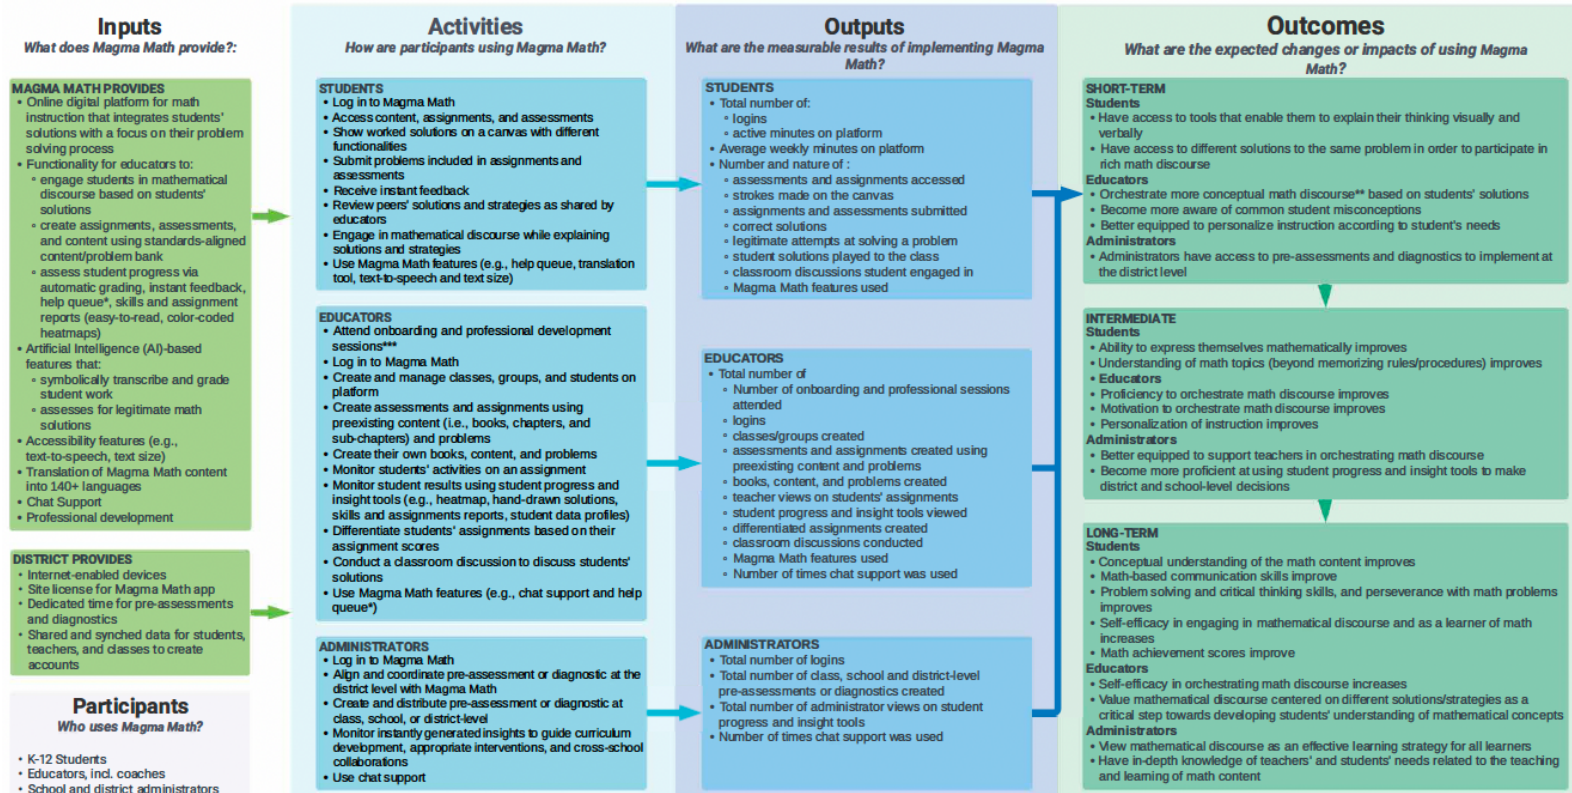 Inputs
What does Magma Math provide?:
MAGMA MATH PROVIDES
• Online digital platform for math
instruction that integrates students'
solutions with a focus on their problem
solving process
• Functionality for educators to:
◦ engage students in mathematical
discourse based on students'
solutions
◦ create assignments, assessments,
and content using standards-aligned
content/problem bank
◦ assess student progress via
automatic grading, instant feedback,
help queue*, skills and assignment
reports (easy-to-read, color-coded
heatmaps)
• Artificial Intelligence (AI)-based
features that:
◦ symbolically transcribe and grade
student work
◦ assesses for legitimate math
solutions
• Accessibility features (e.g.,
text-to-speech, text size)
• Translation of Magma Math content
into 140+ languages
• Chat Support
• Professional development
DISTRICT PROVIDES
• Internet-enabled devices
• Site license for Magma Math app
• Dedicated time for pre-assessments
and diagnostics
• Shared and synched data for students,
teachers, and classes to create
accounts
Participants
Who uses Magma Math?
• K-12 Students
• Educators, incl. coaches
• School and district administrators
Activities
How are participants using Magma Math?
STUDENTS
• Log in to Magma Math
• Access content, assignments, and assessments
• Show worked solutions on a canvas with different
functionalities
• Submit problems included in assignments and
assessments
• Receive instant feedback
• Review peers' solutions and strategies as shared by
educators
• Engage in mathematical discourse while explaining
solutions and strategies
• Use Magma Math features (e.g., help queue, translation
tool, text-to-speech and text size)
EDUCATORS
• Attend onboarding and professional development
sessions***
• Log in to Magma Math
• Create and manage classes, groups, and students on
platform
• Create assessments and assignments using
preexisting content (i.e., books, chapters, and
sub-chapters) and problems
• Create their own books, content, and problems
• Monitor students' activities on an assignment
• Monitor student results using student progress and
insight tools (e.g., heatmap, hand-drawn solutions,
skills and assignments reports, student data profiles)
• Differentiate students' assignments based on their
assignment scores
• Conduct a classroom discussion to discuss students'
solutions
• Use Magma Math features (e.g., chat support and help
queue*)
ADMINISTRATORS
• Log in to Magma Math
• Align and coordinate pre-assessment or diagnostic at the
district level with Magma Math
• Create and distribute pre-assessment or diagnostic at
class, school, or district-level
• Monitor instantly generated insights to guide curriculum
development, appropriate interventions, and cross-school
collaborations
• Use chat support
Outputs
What are the measurable results of implementing Magma
Math?
STUDENTS
• Total number of:
◦ logins
◦ active minutes on platform
• Average weekly minutes on platform
• Number and nature of :
◦ assessments and assignments accessed
◦ strokes made on the canvas
◦ assignments and assessments submitted
◦ correct solutions
◦ legitimate attempts at solving a problem
◦ student solutions played to the class
◦ classroom discussions student engaged in
◦ Magma Math features used
EDUCATORS
• Total number of
◦ Number of onboarding and professional sessions
attended
◦ logins
◦ classes/groups created
◦ assessments and assignments created using
preexisting content and problems
◦ books, content, and problems created
◦ teacher views on students' assignments
◦ student progress and insight tools viewed
◦ differentiated assignments created
◦ classroom discussions conducted
◦ Magma Math features used
◦ Number of times chat support was used
ADMINISTRATORS
• Total number of logins
• Total number of class, school and district-level
pre-assessments or diagnostics created
• Total number of administrator views on student
progress and insight tools
• Number of times chat support was used
Outcomes
What are the expected changes or impacts of using Magma
Math?
SHORT-TERM
Students
• Have access to tools that enable them to explain their thinking visually and
verbally
• Have access to different solutions to the same problem in order to participate in
rich math discourse
Educators
• Orchestrate more conceptual math discourse** based on students' solutions
• Become more aware of common student misconceptions
• Better equipped to personalize instruction according to student's needs
Administrators
• Administrators have access to pre-assessments and diagnostics to implement at
the district level
INTERMEDIATE
Students
• Ability to express themselves mathematically improves
• Understanding of math topics (beyond memorizing rules/procedures) improves
• Educators
• Proficiency to orchestrate math discourse improves
• Motivation to orchestrate math discourse improves
• Personalization of instruction improves
Administrators
• Better equipped to support teachers in orchestrating math discourse
• Become more proficient at using student progress and insight tools to make
district and school-level decisions
LONG-TERM
Students
• Conceptual understanding of the math content improves
• Math-based communication skills improve
• Problem solving and critical thinking skills, and perseverance with math problems
improves
• Self-efficacy in engaging in mathematical discourse and as a learner of math
increases
• Math achievement scores improve
Educators
• Self-efficacy in orchestrating math discourse increases
• Value mathematical discourse centered on different solutions/strategies as a
critical step towards developing students' understanding of mathematical concepts
Administrators
• View mathematical discourse as an effective learning strategy for all learners
• Have in-depth knowledge of teachers' and students' needs related to the teaching
and learning of math content